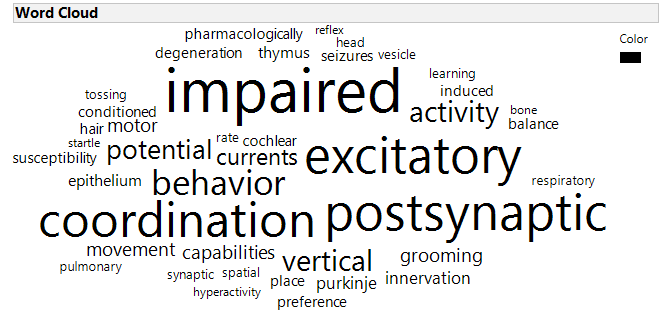 Word Cloud
pharmacologically reflex
head
Color
degeneration thymus seizures vesicle
learning
impaired
tossing
induced
conditioned
activity bone
hair motor
balance
startle
rate cochlear
potential currents excitatory
susceptibility
epithelium behavior
respiratory
coordination postsynaptic
movement capabilities
grooming
pulmonary
vertical
synaptic spatial
place purkinje innervation
hyperactivity
preference